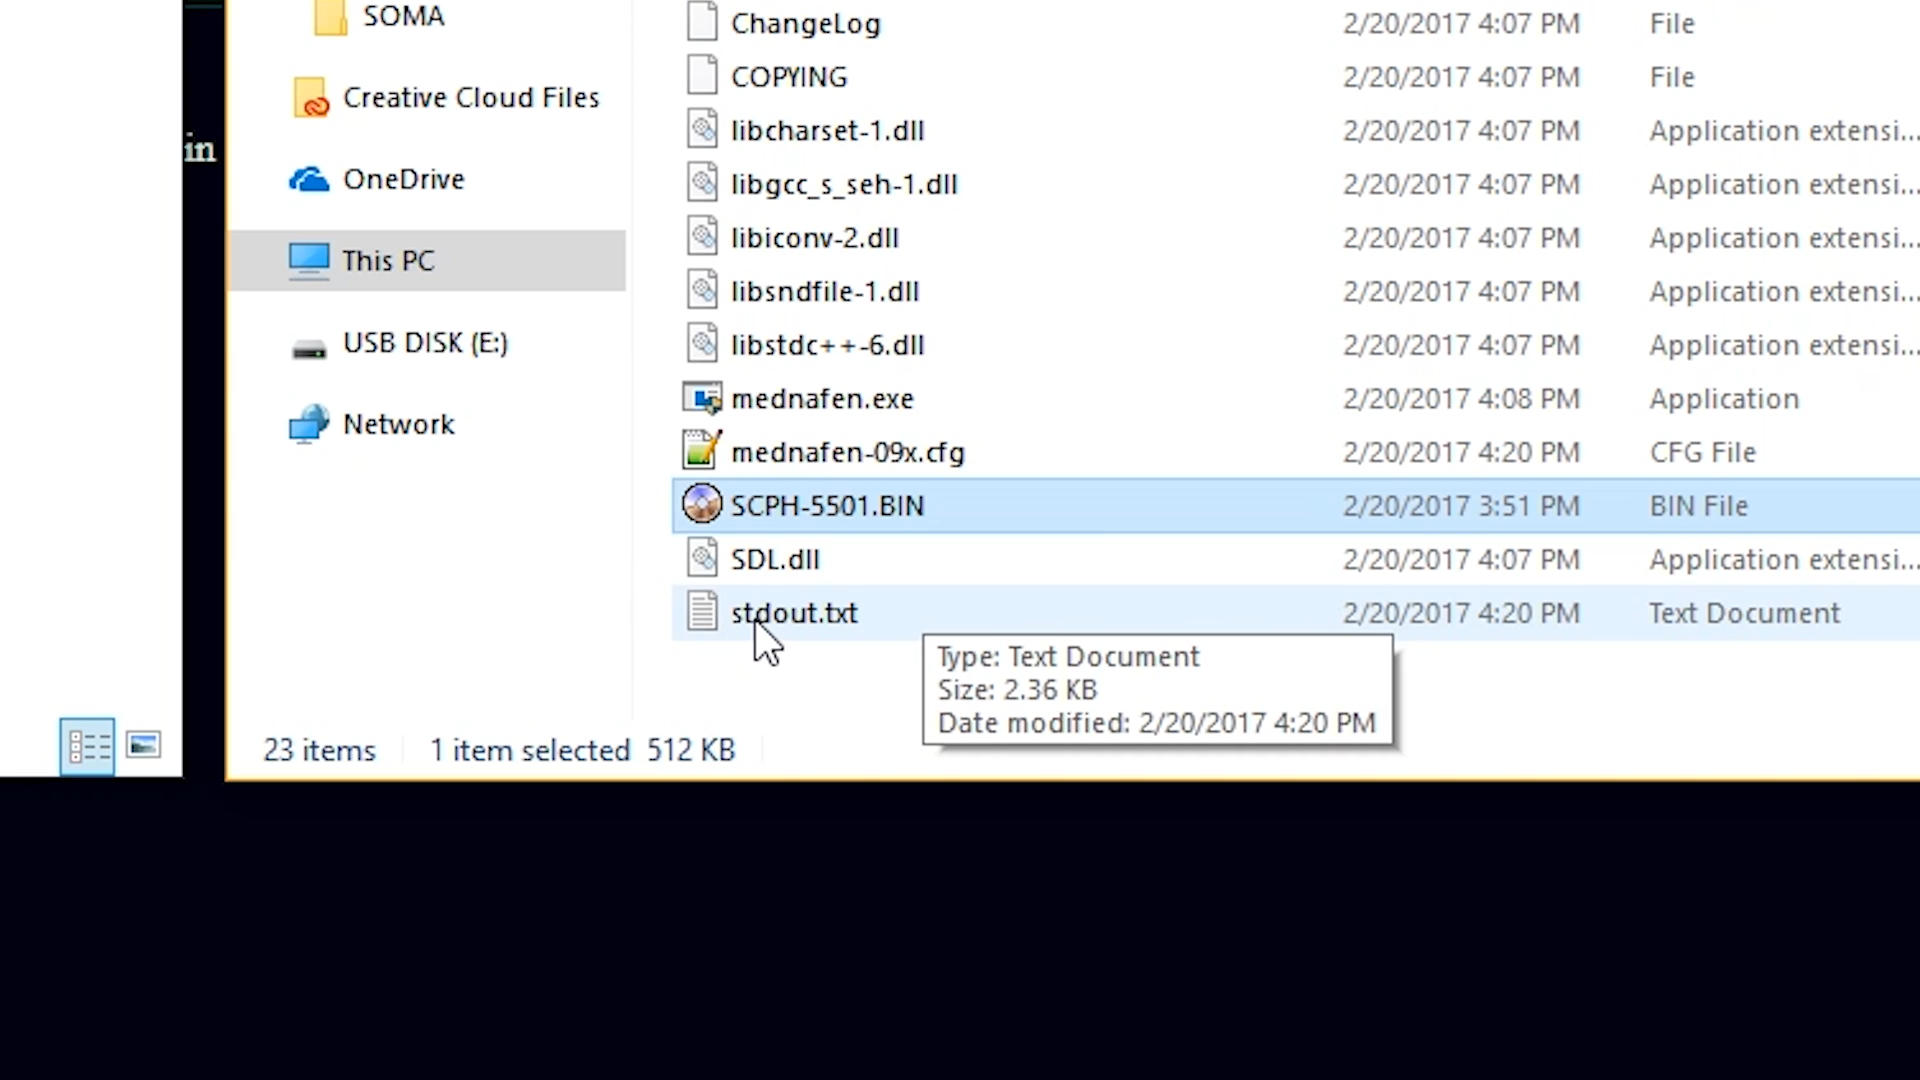 SOMA
Creative Cloud Files
OneDrive
This PC
USB DISK (E:)
Network
in
ChangeLog 2/20/2017 4:07 PM File
COPYING 2/20/2017 4:07 PM File
libcharset-1.dll 2/20/2017 4:07 PM Application extensi...
libgcc_s_seh-1.dll 2/20/2017 4:07 PM Application extensi...
libiconv-2.dll 2/20/2017 4:07 PM Application extensi...
libsndfile-1.dll 2/20/2017 4:07 PM Application extensi...
libstdc++-6.dll 2/20/2017 4:07 PM Application extensi...
mednafen.exe 2/20/2017 4:08 PM Application
mednafen-09x.cfg 2/20/2017 4:20 PM CFG File
SCPH-5501.BIN 2/20/2017 3:51 PM BIN File
SDL.dll 2/20/2017 4:07 PM Application extensi...
stdout.txt 2/20/2017 4:20 PM Text Document
Type: Text Document
Size: 2.36 KB
Date modified: 2/20/2017 4:20 PM
23 items 1 item selected 512 KB